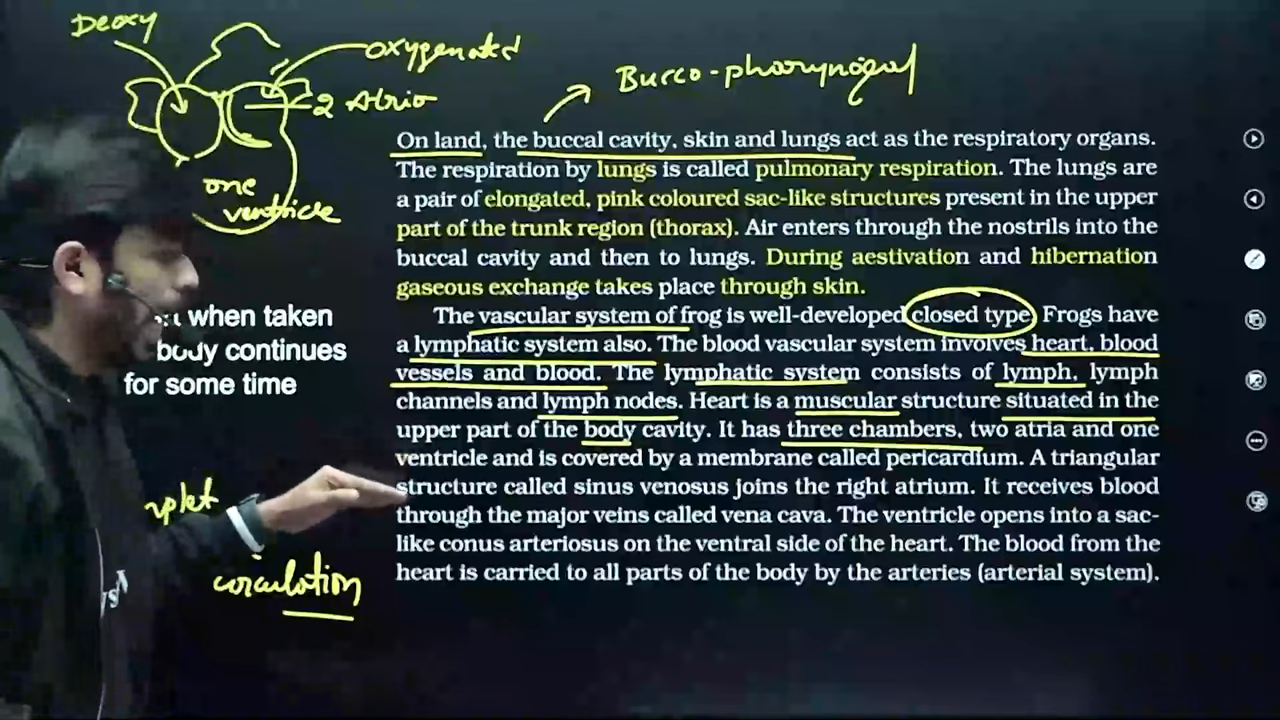 Deoxy
oxygenated
2 Atria
one
ventricle
Bucco-pharyngeal
On land, the buccal cavity, skin and lungs act as the respiratory organs.
The respiration by lungs is called pulmonary respiration. The lungs are
a pair of elongated, pink coloured sac-like structures present in the upper
part of the trunk region (thorax). Air enters through the nostrils into the
buccal cavity and then to lungs. During aestivation and hibernation
gaseous exchange takes place through skin.
The vascular system of frog is well-developed closed type. Frogs have
a lymphatic system also. The blood vascular system involves heart, blood
vessels and blood. The lymphatic system consists of lymph, lymph
channels and lymph nodes. Heart is a muscular structure situated in the
upper part of the body cavity. It has three chambers, two atria and one
ventricle and is covered by a membrane called pericardium. A triangular
structure called sinus venosus joins the right atrium. It receives blood
through the major veins called vena cava. The ventricle opens into a sac-
like conus arteriosus on the ventral side of the heart. The blood from the
heart is carried to all parts of the body by the arteries (arterial system).
when taken
body continues
for some time
circulation